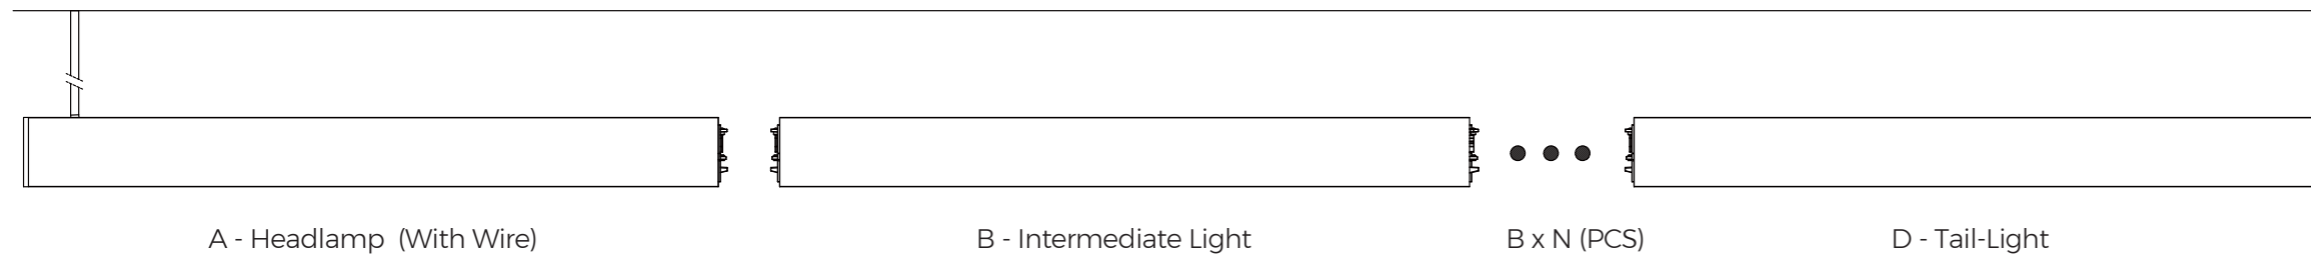 A - Headlamp (With Wire)
B - Intermediate Light
B x N (PCS)
D - Tail-Light